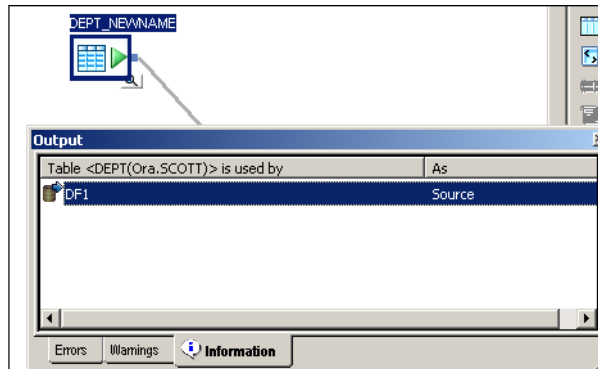 DEPT_NEWNAME
Output
Table <DEPT(Ora.SCOTT)> is used by As
DF1 Source
Errors Warnings Information